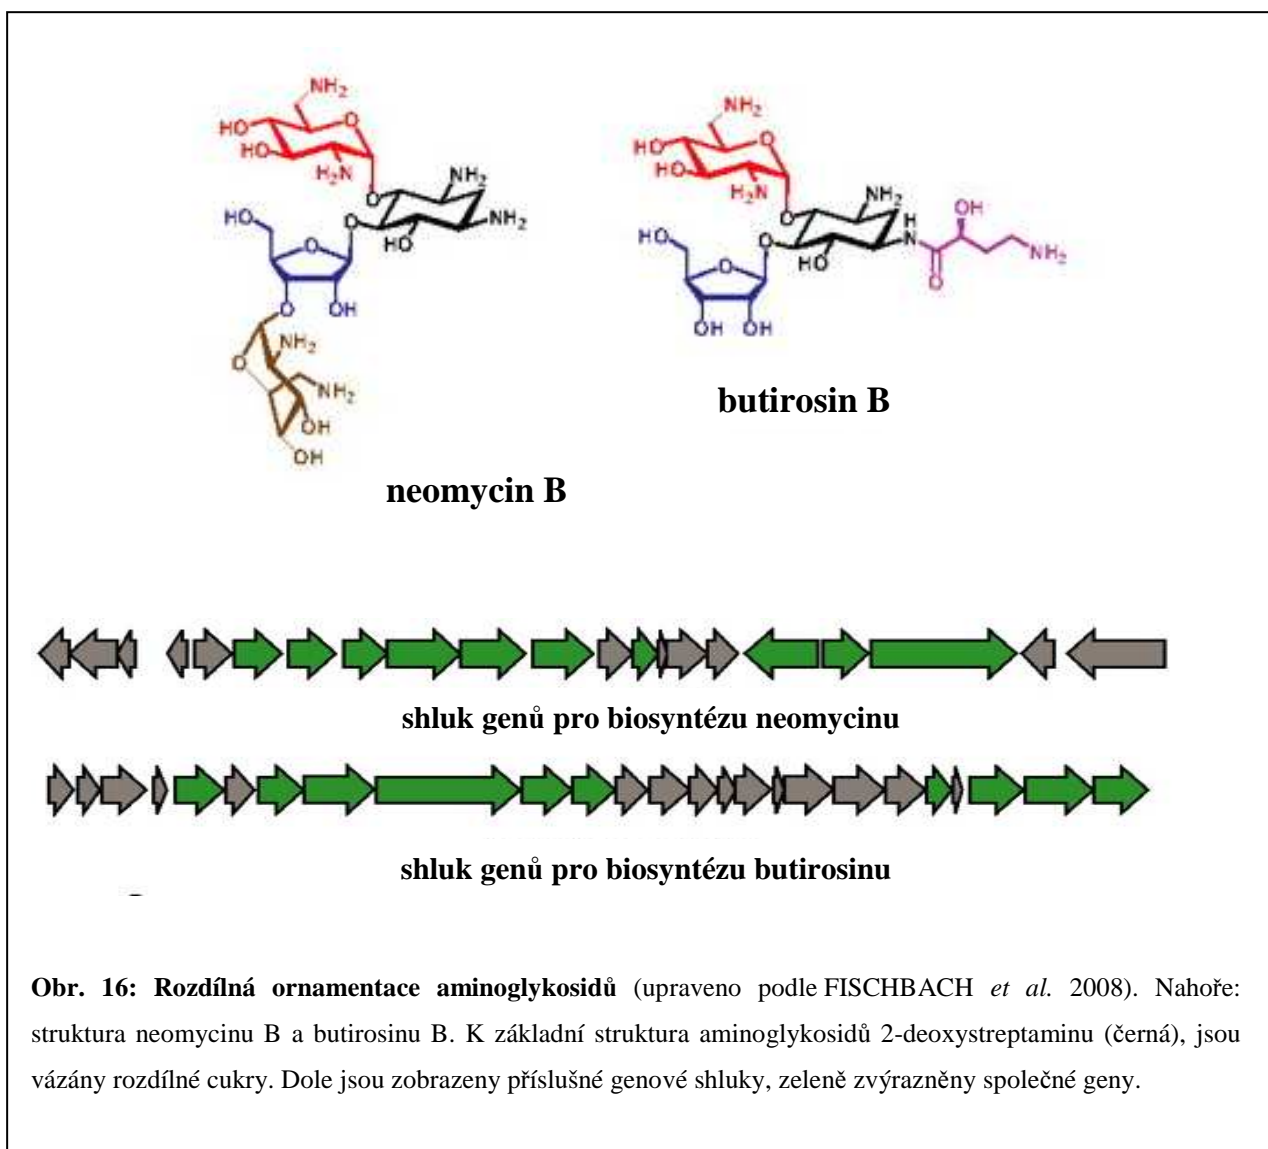 NH₂
O
HO
HO
H₂N
NH₂
O
NH₂
HO
O
HO
O
O
OH
NH₂
O
NH₂
OH
OH
neomycin B
NH₂
O
HO
HO
H₂N
NH₂
O
H
N
OH
HO
O
HO
O
NH₂
O
OH OH
butirosin B
shluk genů pro biosyntézu neomycinu
shluk genů pro biosyntézu butirosinu
Obr. 16: Rozdílná ornamentace aminoglykosidů (upraveno podle FISCHBACH et al. 2008). Nahoře:
struktura neomycinu B a butirosinu B. K základní struktura aminoglykosidů 2-deoxystreptaminu (černá), jsou
vázány rozdílné cukry. Dole jsou zobrazeny příslušné genové shluky, zeleně zvýrazněny společné geny.